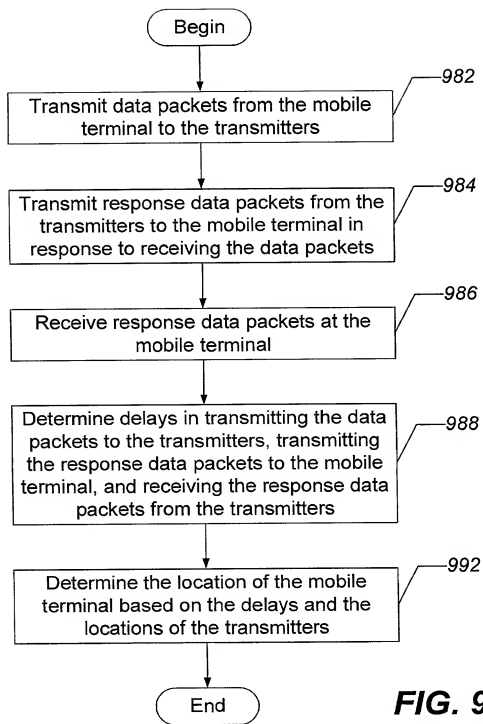 Begin
982
Transmit data packets from the mobile
terminal to the transmitters
984
Transmit response data packets from the
transmitters to the mobile terminal in
response to receiving the data packets
986
Receive response data packets at the
mobile terminal
988
Determine delays in transmitting the data
packets to the transmitters, transmitting
the response data packets to the mobile
terminal, and receiving the response data
packets from the transmitters
992
Determine the location of the mobile
terminal based on the delays and the
locations of the transmitters
End
FIG. 9